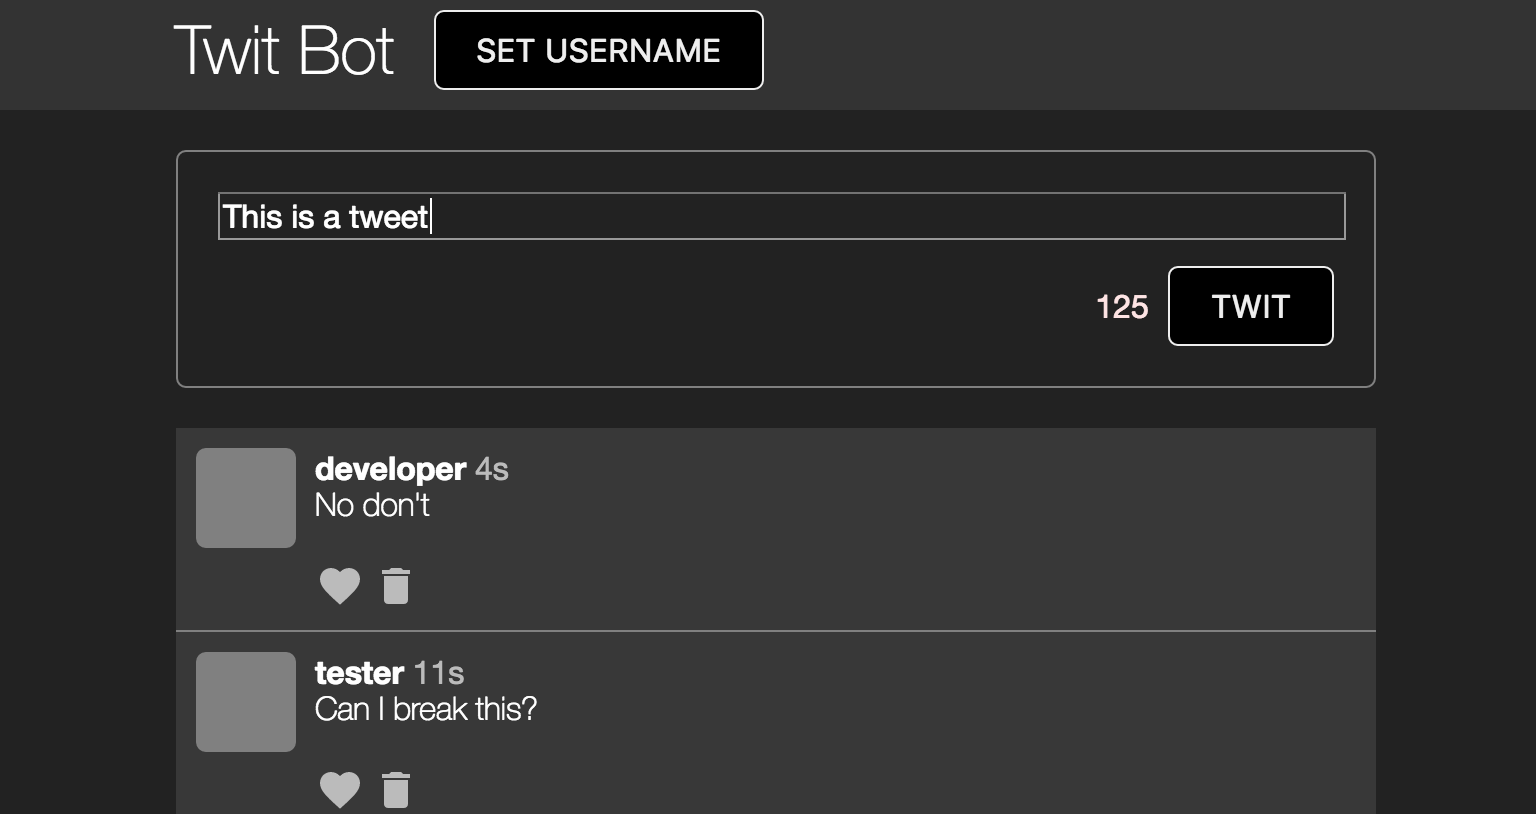 Twit Bot SET USERNAME
This is a tweet
125 TWIT
developer 4s
No don't
tester 11s
Can I break this?